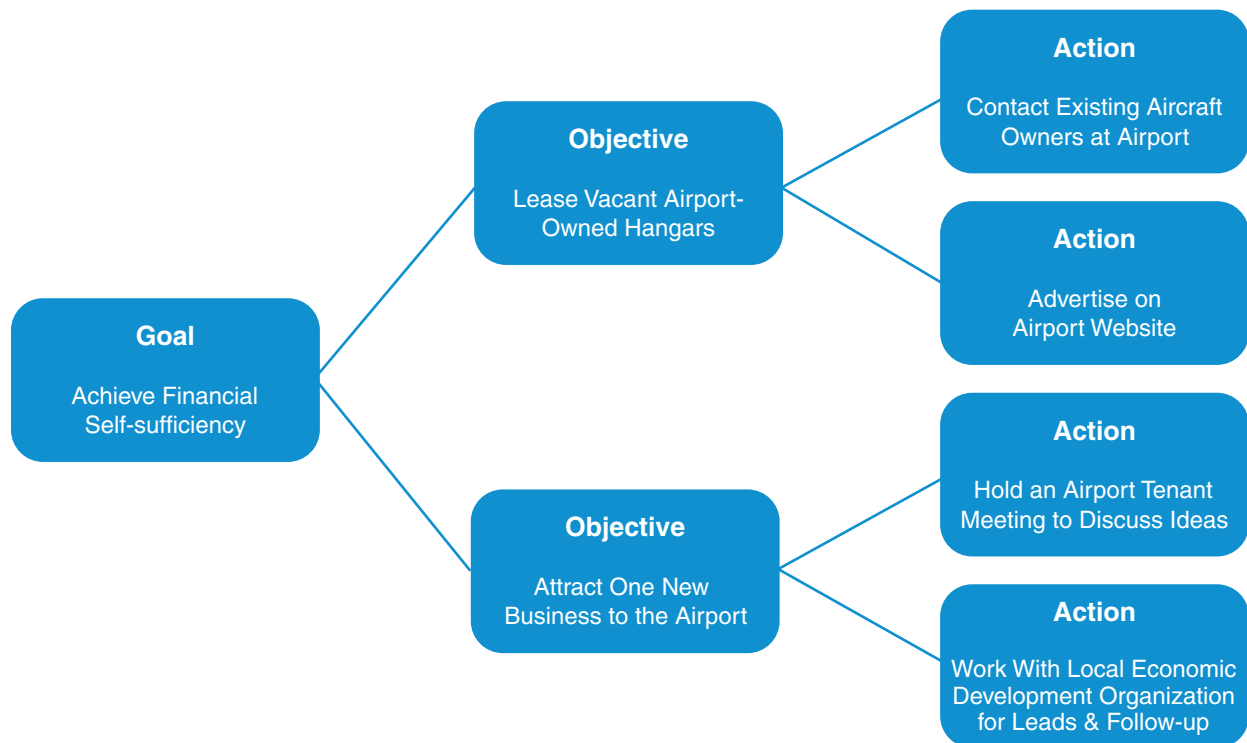 Goal
Achieve Financial
Self-sufficiency
Objective
Lease Vacant Airport-
Owned Hangars
Action
Contact Existing Aircraft
Owners at Airport
Action
Advertise on
Airport Website
Objective
Attract One New
Business to the Airport
Action
Hold an Airport Tenant
Meeting to Discuss Ideas
Action
Work With Local Economic
Development Organization
for Leads & Follow-up